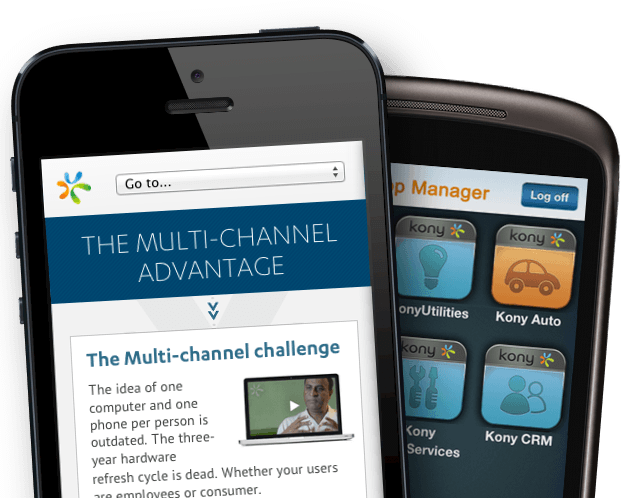 Go to...
THE MULTI-CHANNEL
ADVANTAGE
The Multi-channel challenge
The idea of one
computer and one
phone per person is
outdated. The three-
year hardware
refresh cycle is dead. Whether your users
are employees or consumer.
Manager
Log off
kony
kony
Kony Auto
kony
kony
Kony
Services
Kony CRM